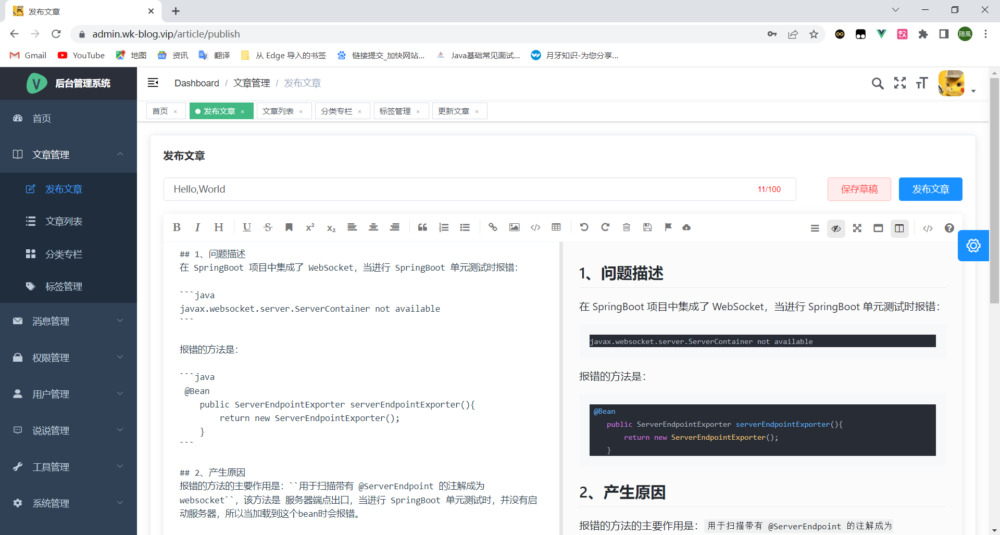 发布文章
admin.wk-blog.vip/article/publish
随風
Gmail
YouTube
地图
资讯
翻译
从 Edge 导入的书签
链接提交_加快网站...
Java基础常见面试...
月牙知识-为您分享...
后台管理系统
Dashboard / 文章管理 / 发布文章
首页 × 发布文章 × 文章列表 × 分类专栏 × 标签管理 × 更新文章 ×
首页
文章管理
发布文章
文章列表
分类专栏
标签管理
消息管理
权限管理
用户管理
说说管理
工具管理
系统管理
发布文章
Hello,World
11/100
保存草稿
发布文章
## 1、问题描述
在 SpringBoot 项目中集成了 WebSocket，当进行 SpringBoot 单元测试时报错：
```java
javax.websocket.server.ServerContainer not available
```
报错的方法是：
```java
@Bean
public ServerEndpointExporter serverEndpointExporter(){
return new ServerEndpointExporter();
}
```
## 2、产生原因
报错的方法的主要作用是：``用于扫描带有 @ServerEndpoint 的注解成为
websocket``，该方法是 服务器端点出口，当进行 SpringBoot 单元测试时，并没有启
动服务器，所以当加载到这个bean时会报错。
1、问题描述
在 SpringBoot 项目中集成了 WebSocket，当进行 SpringBoot 单元测试时报错：
javax.websocket.server.ServerContainer not available
报错的方法是：
@Bean
public ServerEndpointExporter serverEndpointExporter(){
return new ServerEndpointExporter();
}
2、产生原因
报错的方法的主要作用是： 用于扫描带有 @ServerEndpoint 的注解成为